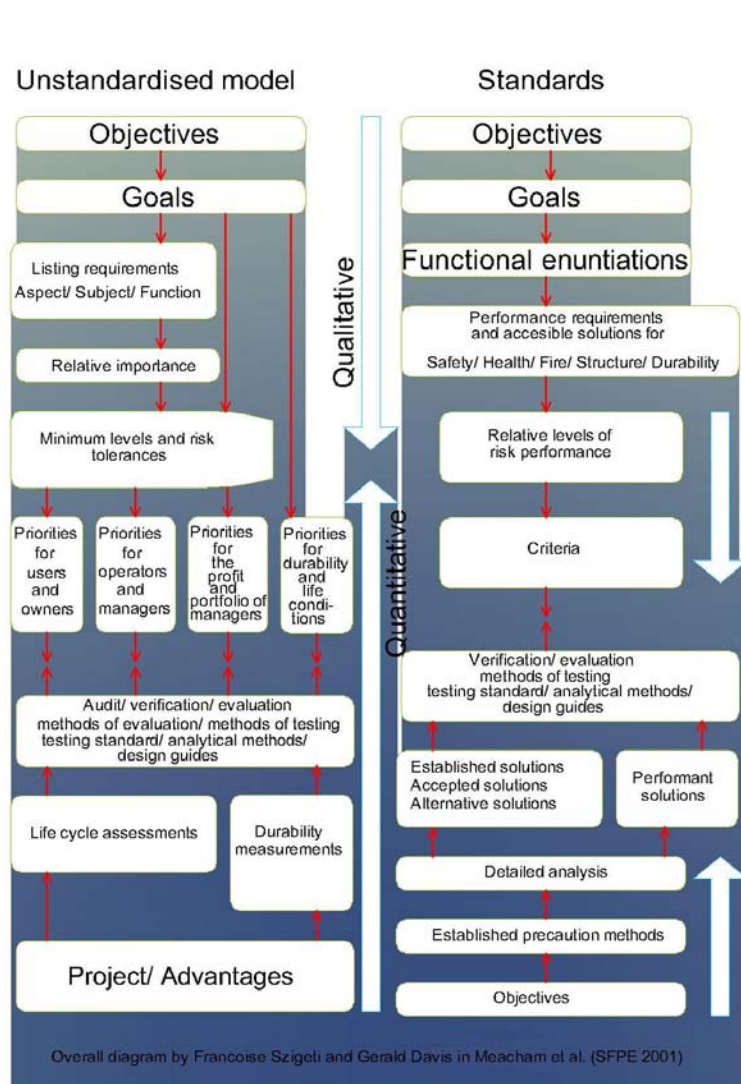 Unstandardised model
Objectives
Goals
Listing requirements
Aspect/ Subject/ Function
Relative importance
Minimum levels and risk
tolerances
Priorities
for
users
and
owners
Priorities
for
operators
and
managers
Priorities
for
the
profit
and
portfolio of
managers
Priorities
for
durability
and
life
condi-
tions
Audit/ verification/ evaluation
methods of evaluation/ methods of testing
testing standard/ analytical methods/
design guides
Life cycle assessments
Durability
measurements
Project/ Advantages
Qualitative
Quantitative
Standards
Objectives
Goals
Functional enuntiations
Performance requirements
and accesible solutions for
Safety/ Health/ Fire/ Structure/ Durability
Relative levels of
risk performance
Criteria
Verification/ evaluation
methods of testing
testing standard/ analytical methods/
design guides
Established solutions
Accepted solutions
Alternative solutions
Performant
solutions
Detailed analysis
Established precaution methods
Objectives
Overall diagram by Francoise Szigeti and Gerald Davis in Meacham et al. (SFPE 2001)